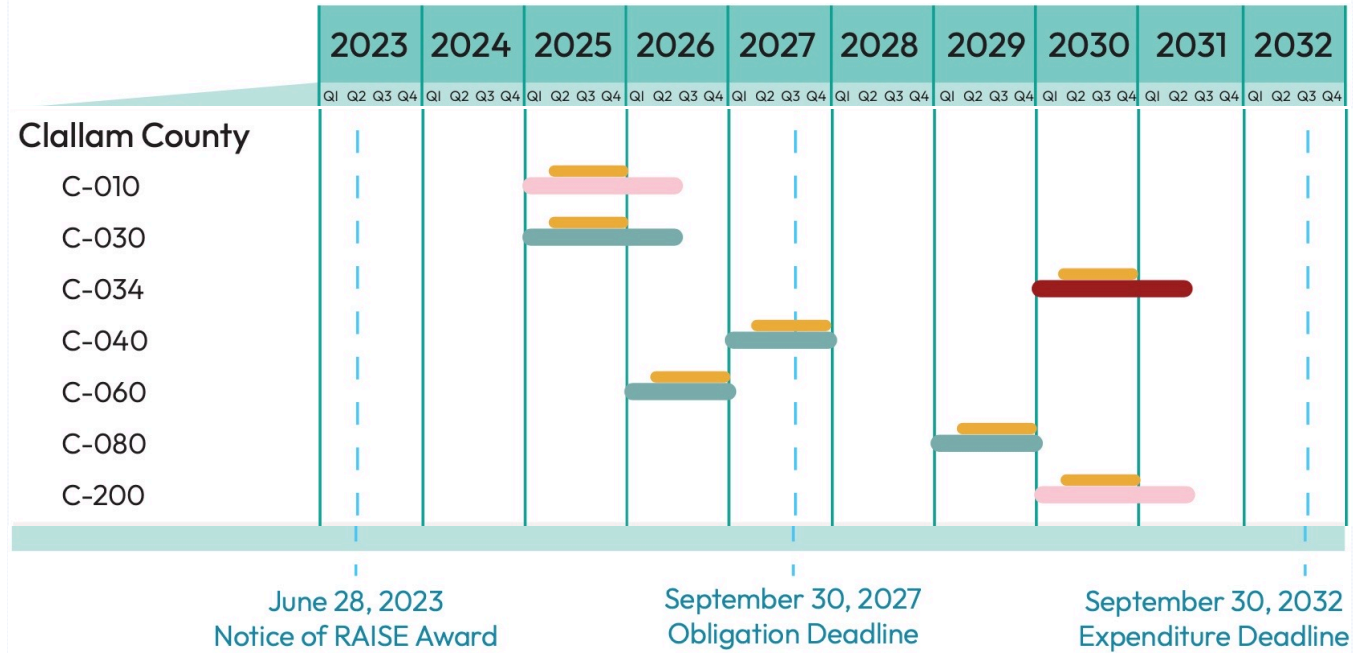 2023 2024 2025 2026 2027 2028 2029 2030 2031 2032
Q1 Q2 Q3 Q4 Q1 Q2 Q3 Q4 Q1 Q2 Q3 Q4 Q1 Q2 Q3 Q4 Q1 Q2 Q3 Q4 Q1 Q2 Q3 Q4 Q1 Q2 Q3 Q4 Q1 Q2 Q3 Q4 Q1 Q2 Q3 Q4 Q1 Q2 Q3 Q4
Clallam County
C-010
C-030
C-034
C-040
C-060
C-080
C-200
June 28, 2023
Notice of RAISE Award
September 30, 2027
Obligation Deadline
September 30, 2032
Expenditure Deadline